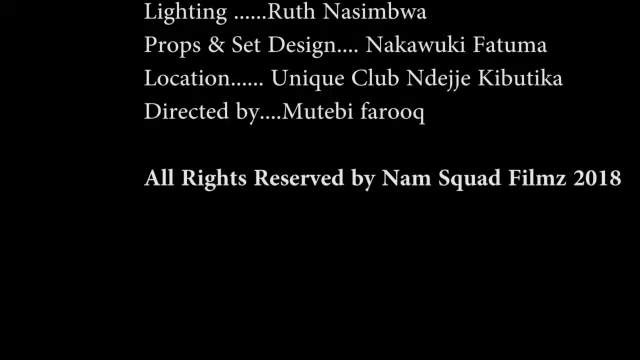 Lighting ......Ruth Nasimbwa
Props & Set Design.... Nakawuki Fatuma
Location...... Unique Club Ndejje Kibutika
Directed by....Mutebi farooq
All Rights Reserved by Nam Squad Filmz 2018